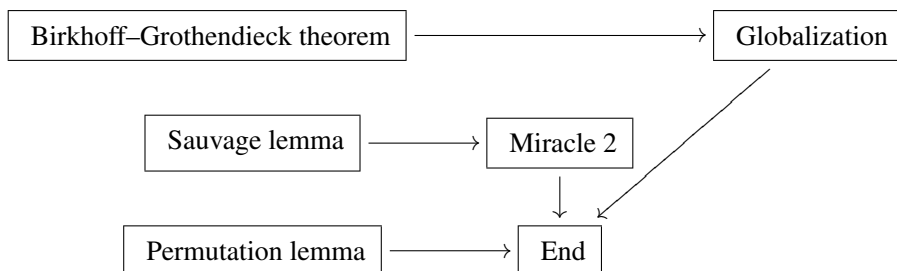 Birkhoff–Grothendieck theorem
Globalization
Sauvage lemma
Miracle 2
Permutation lemma
End